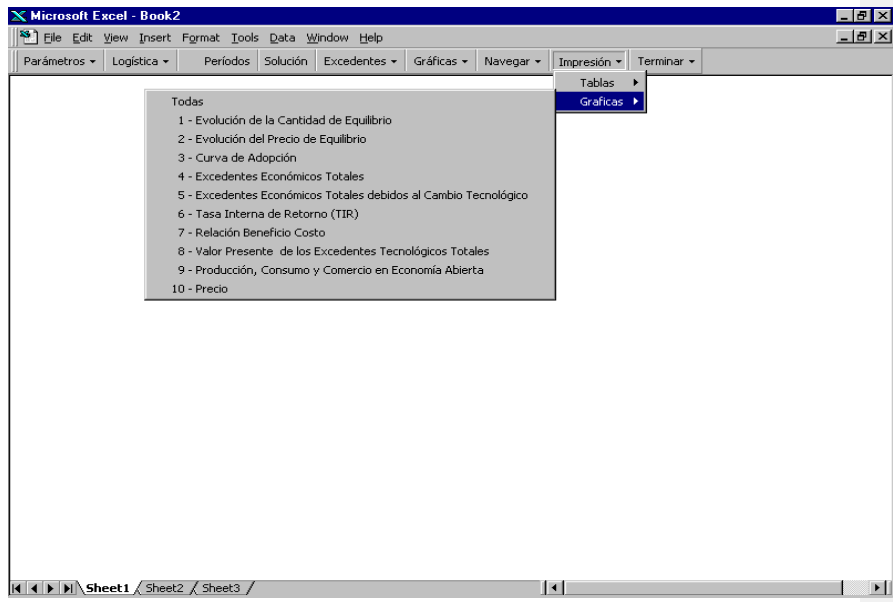 Microsoft Excel - Book2
File Edit View Insert Format Tools Data Window Help
Parámetros Logística Períodos Solución Excedentes Gráficas Navegar Impresión Terminar
Tablas
Graficas
Todas
1 - Evolución de la Cantidad de Equilibrio
2 - Evolución del Precio de Equilibrio
3 - Curva de Adopción
4 - Excedentes Económicos Totales
5 - Excedentes Económicos Totales debidos al Cambio Tecnológico
6 - Tasa Interna de Retorno (TIR)
7 - Relación Beneficio Costo
8 - Valor Presente de los Excedentes Tecnológicos Totales
9 - Producción, Consumo y Comercio en Economía Abierta
10 - Precio
Sheet1 Sheet2 Sheet3